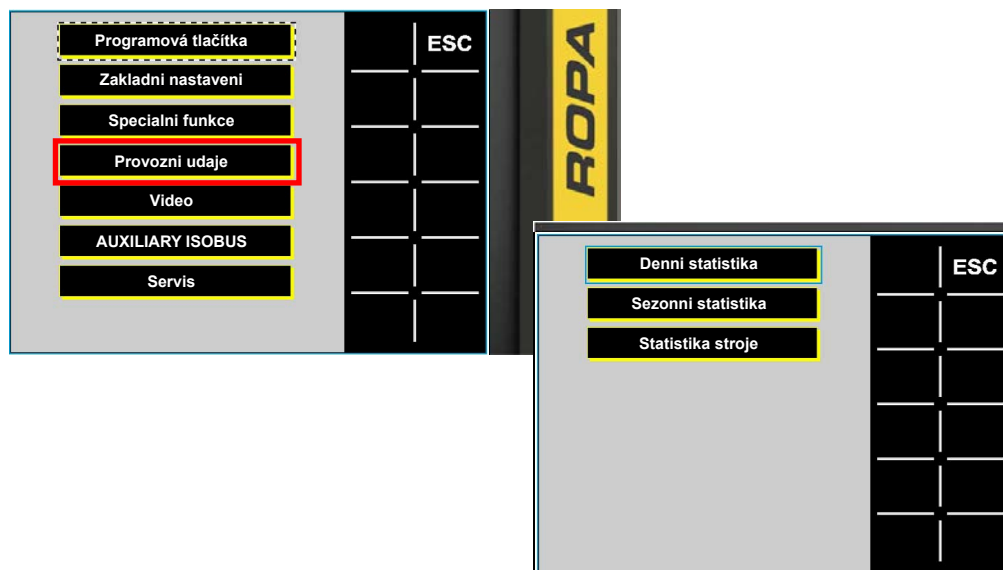 Programová tlačítka
ESC
Zakladni nastaveni
Specialni funkce
Provozni udaje
Video
AUXILIARY ISOBUS
Servis
ROPA
Denni statistika
ESC
Sezonni statistika
Statistika stroje